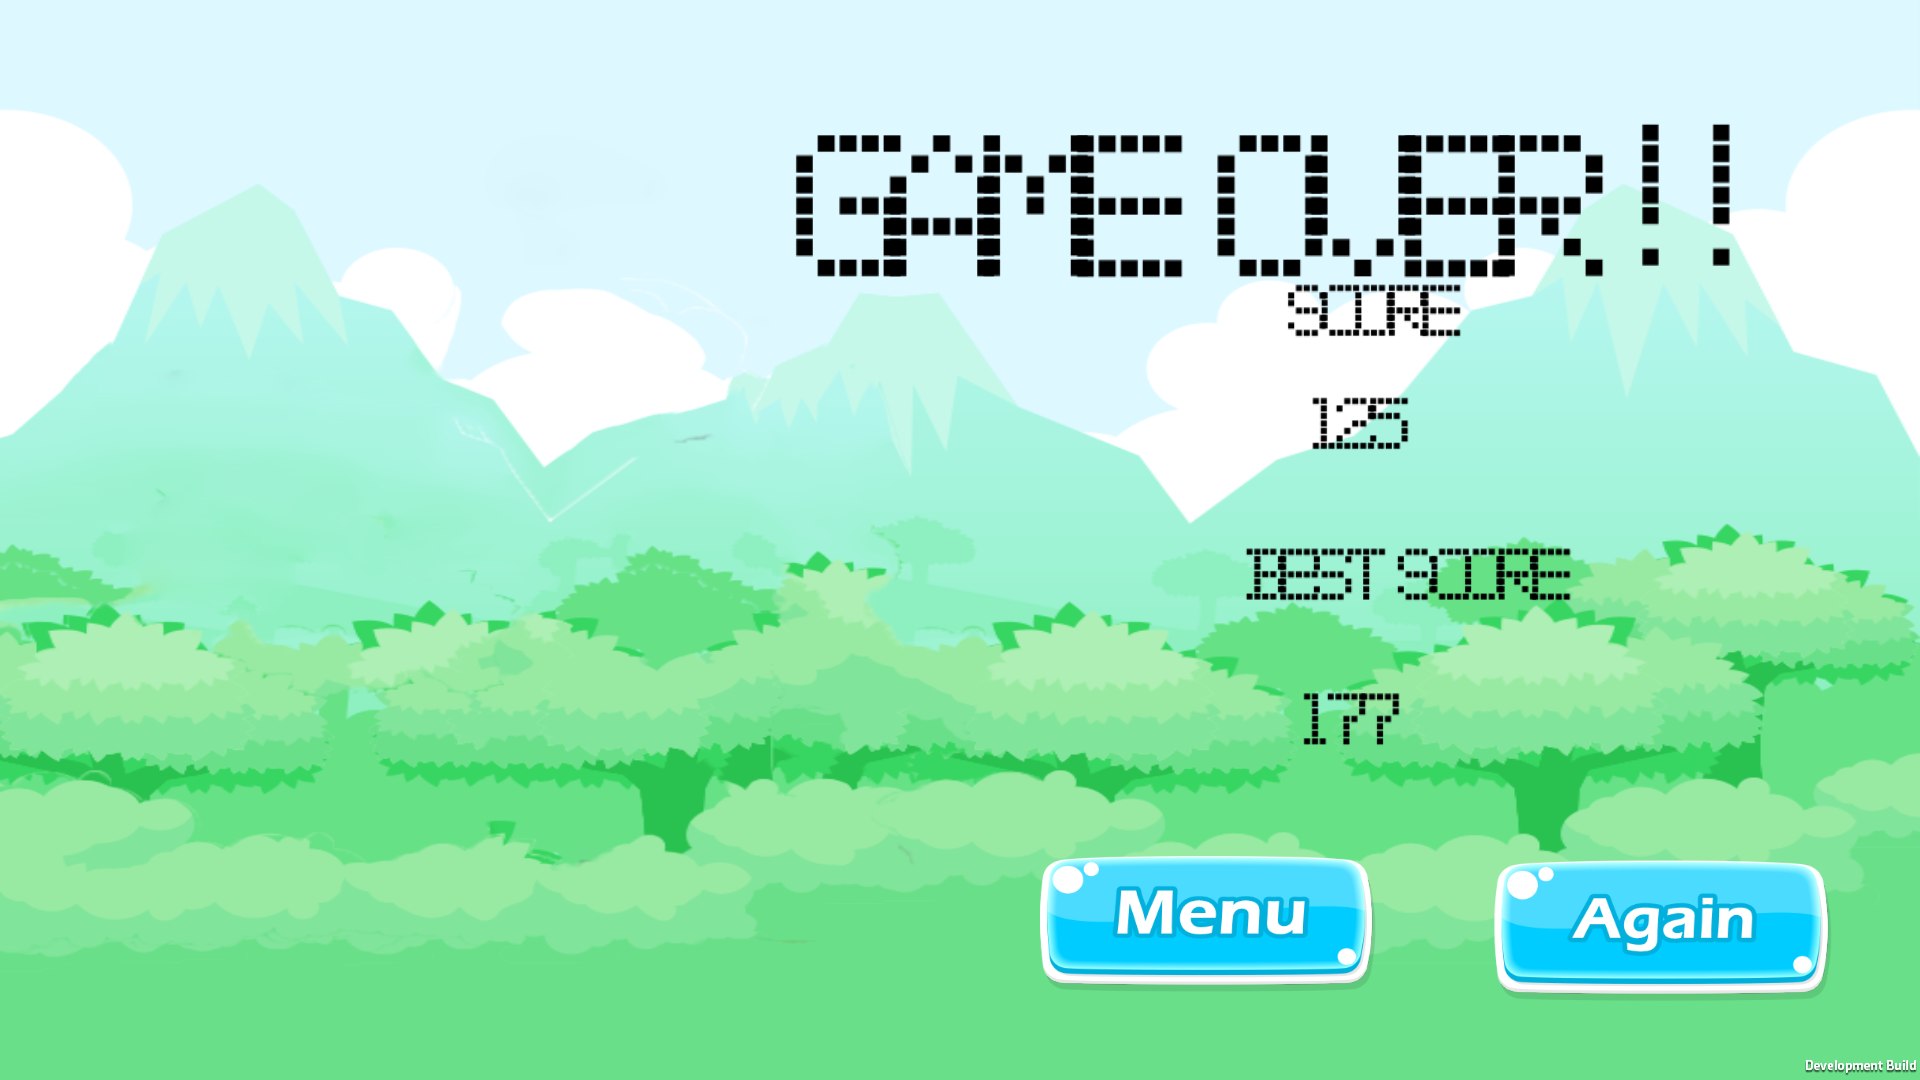 GAME OVER!!
SCORE
125
BEST SCORE
177
Menu
Again
Development Build